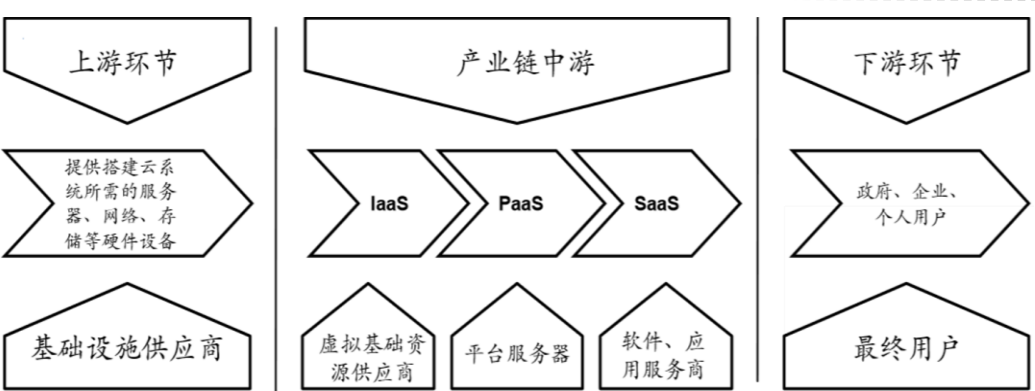 上游环节
产业链中游
下游环节
提供搭建云系
统所需的服务
器、网络、存
储等硬件设备
IaaS
PaaS
SaaS
政府、企业、
个人用户
基础设施供应商
虚拟基础资
源供应商
平台服务器
软件、应
用服务商
最终用户